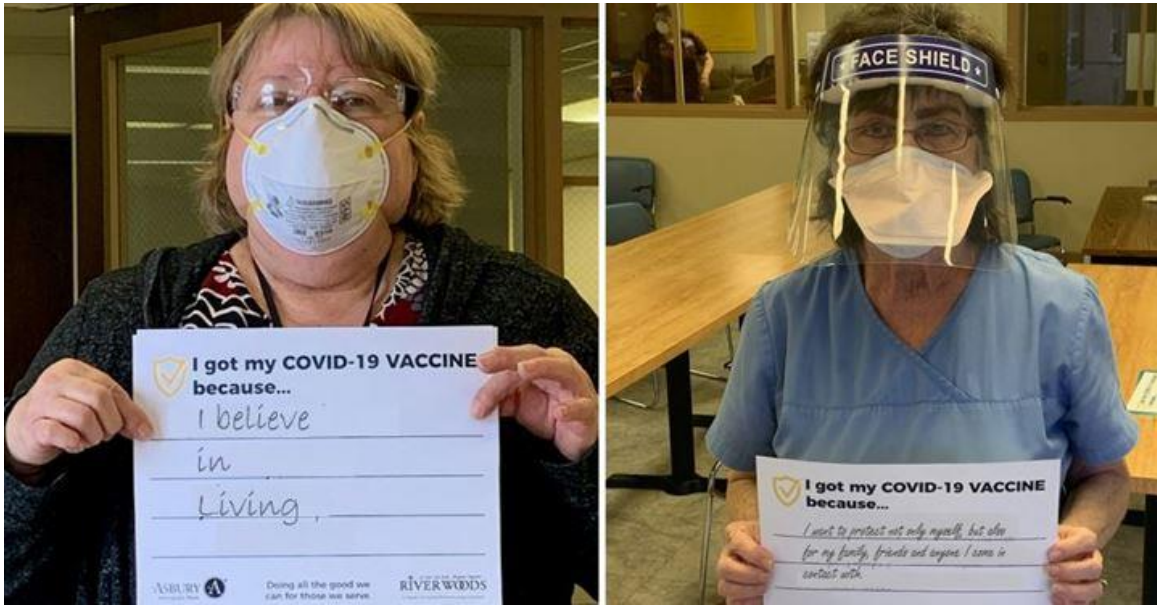 WARNING
I got my COVID-19 VACCINE
because...
I believe
in
Living,
ASBURY A
Doing all the good we
can for those we serve.
RIVERWOODS
★ FACE SHIELD ★
I got my COVID-19 VACCINE
because...
I want to protect not only myself, but also
for my family, friends and anyone I come in
contact with.